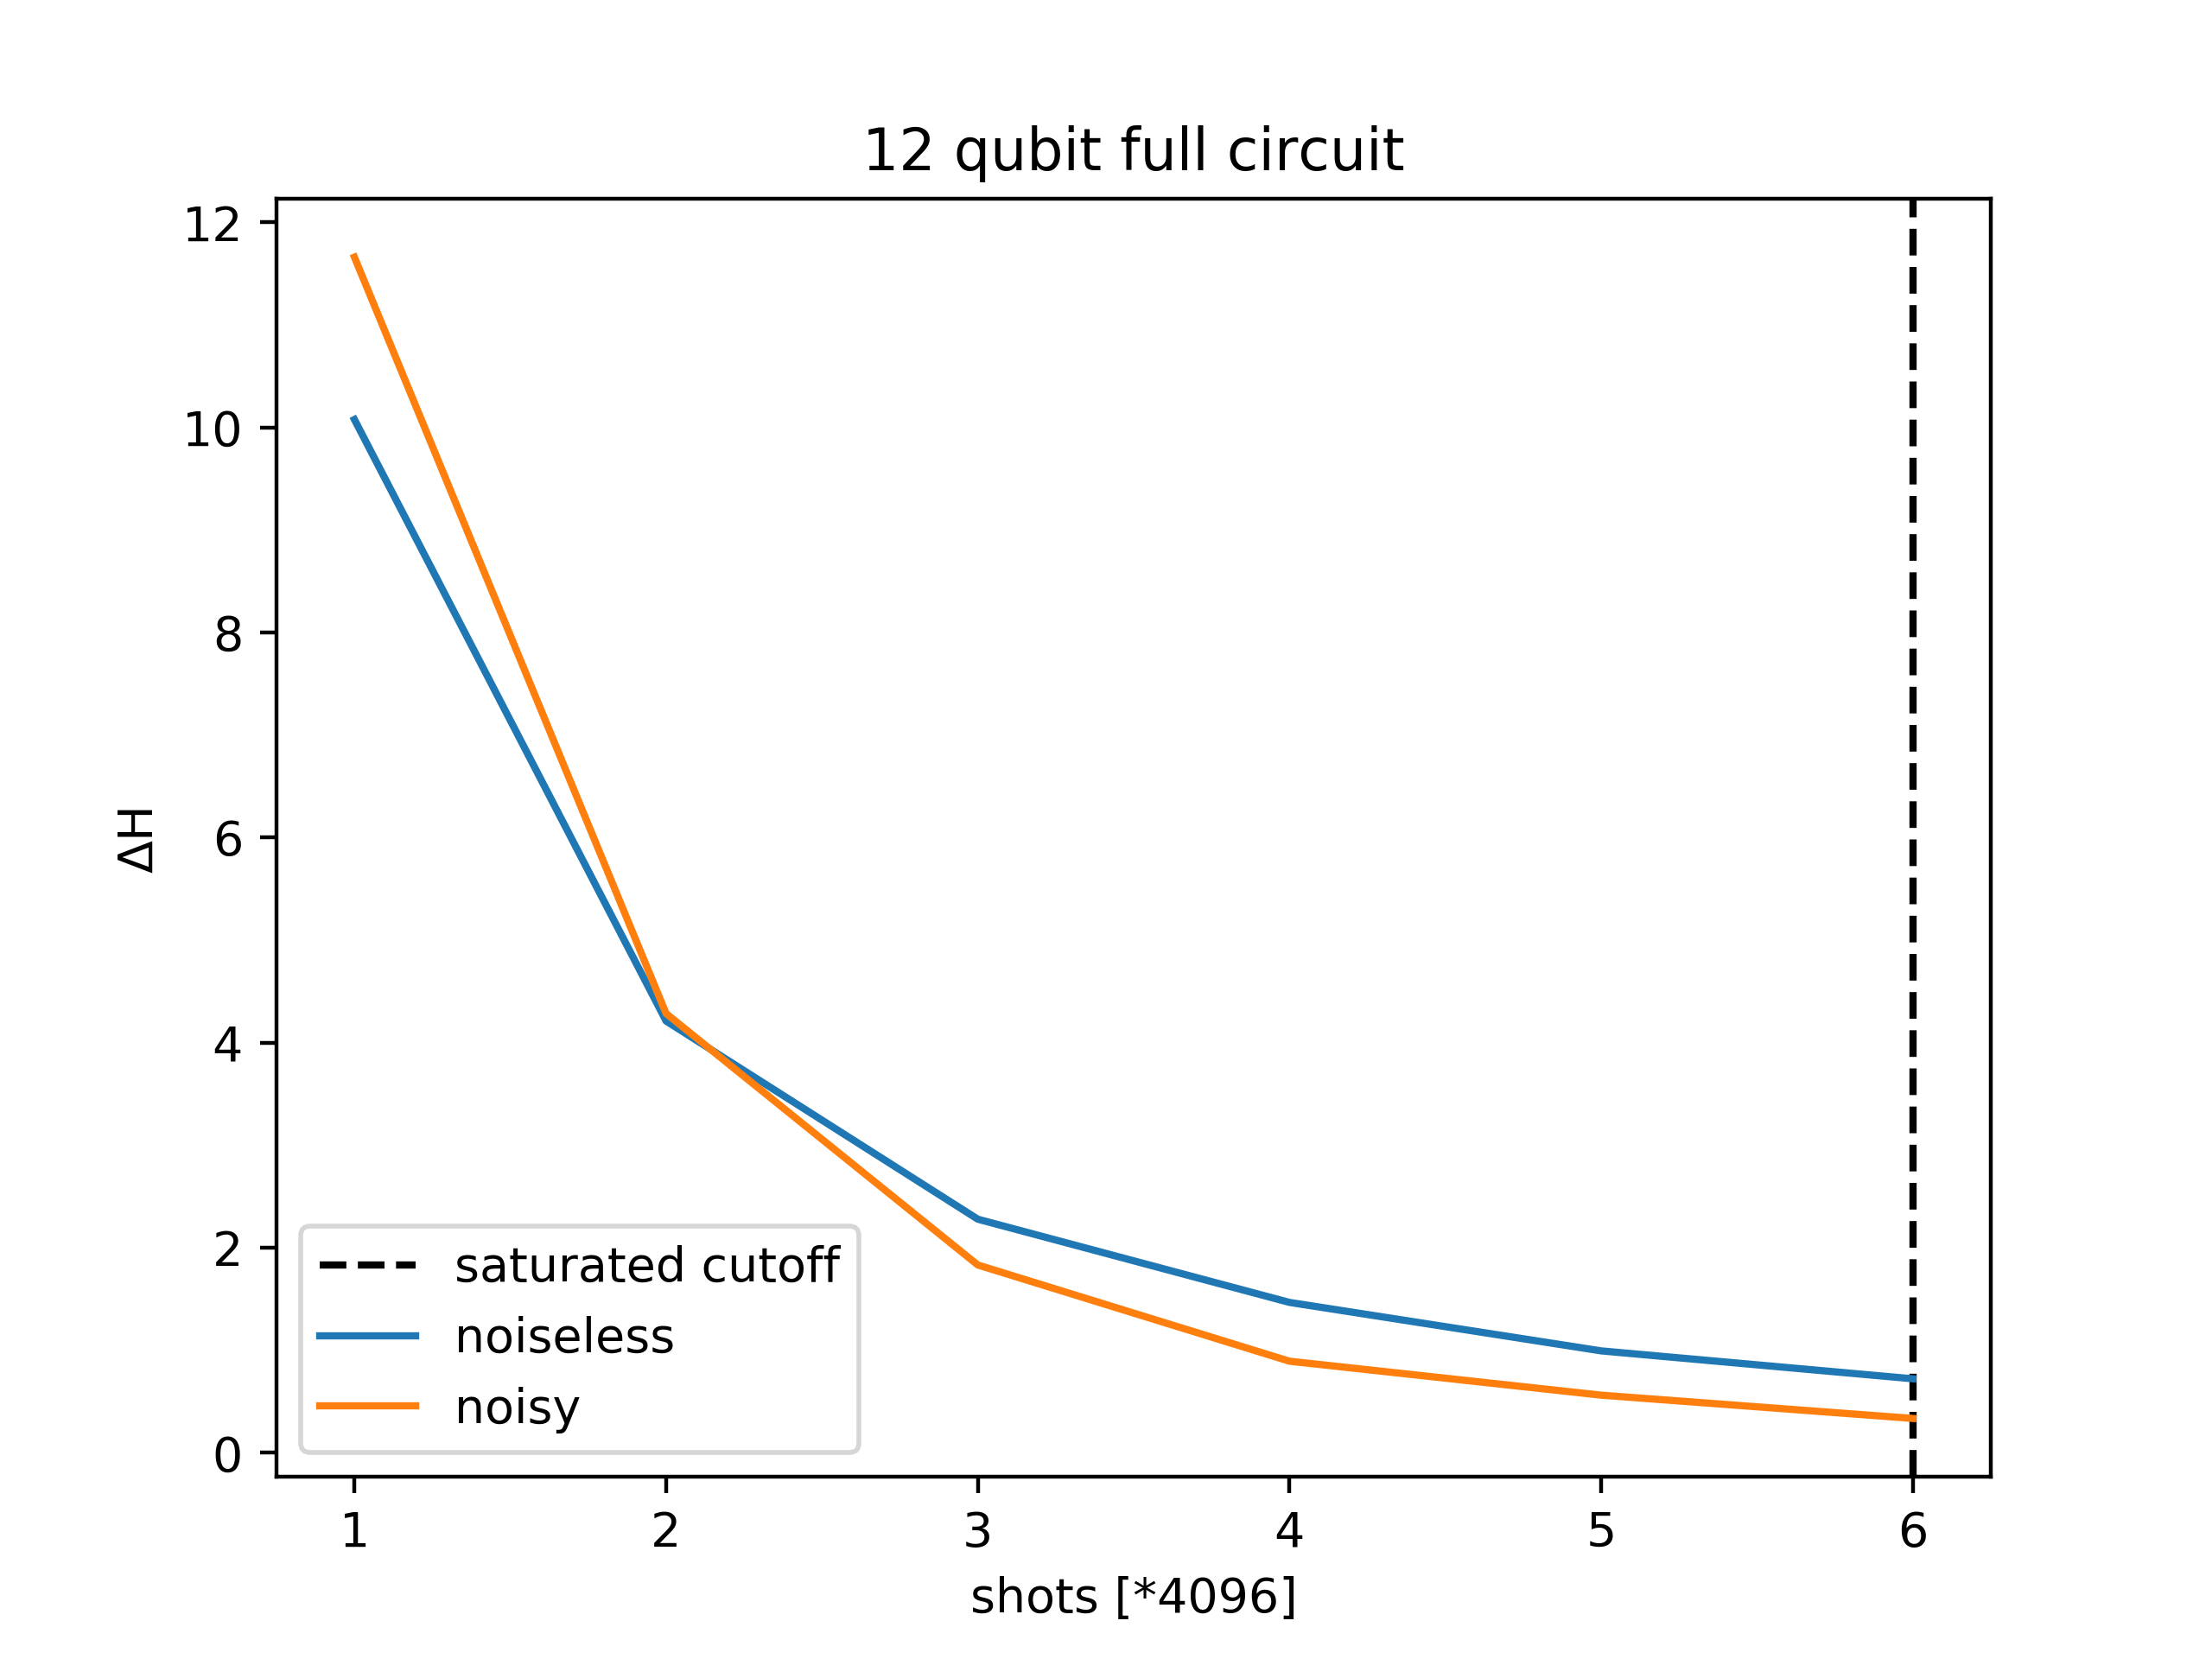 12 qubit full circuit
12
10
8
6
4
2
0
ΔH
saturated cutoff
noiseless
noisy
1 2 3 4 5 6
shots [*4096]